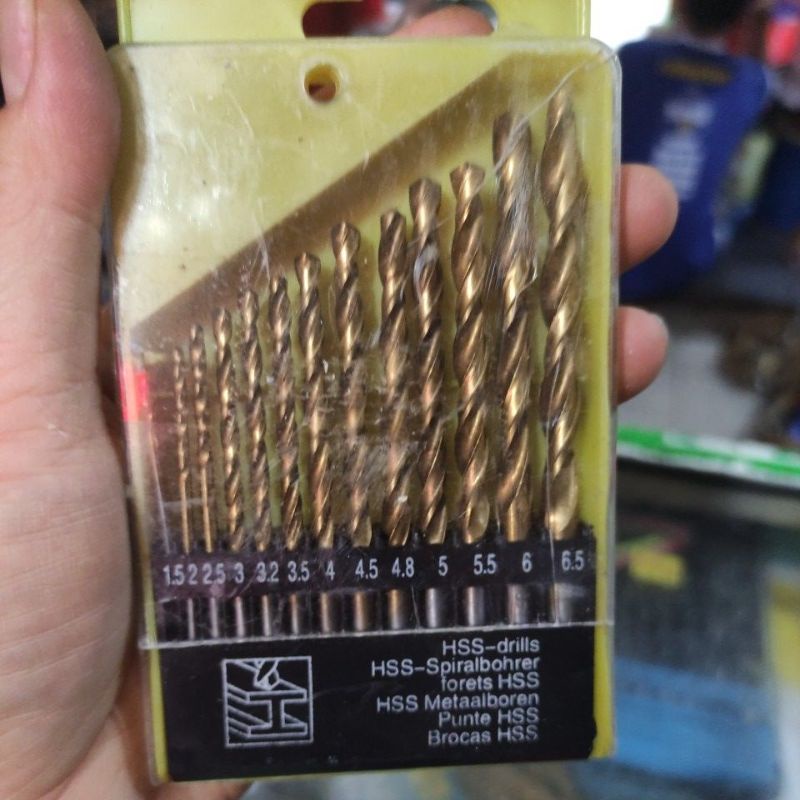 1.5 2 2.5 3 3.2 3.5 4 4.5 4.8 5 5.5 6 6.5
HSS-drills
HSS-Spiralbohrer
forets HSS
HSS Metaalboren
Punte HSS
Brocas HSS